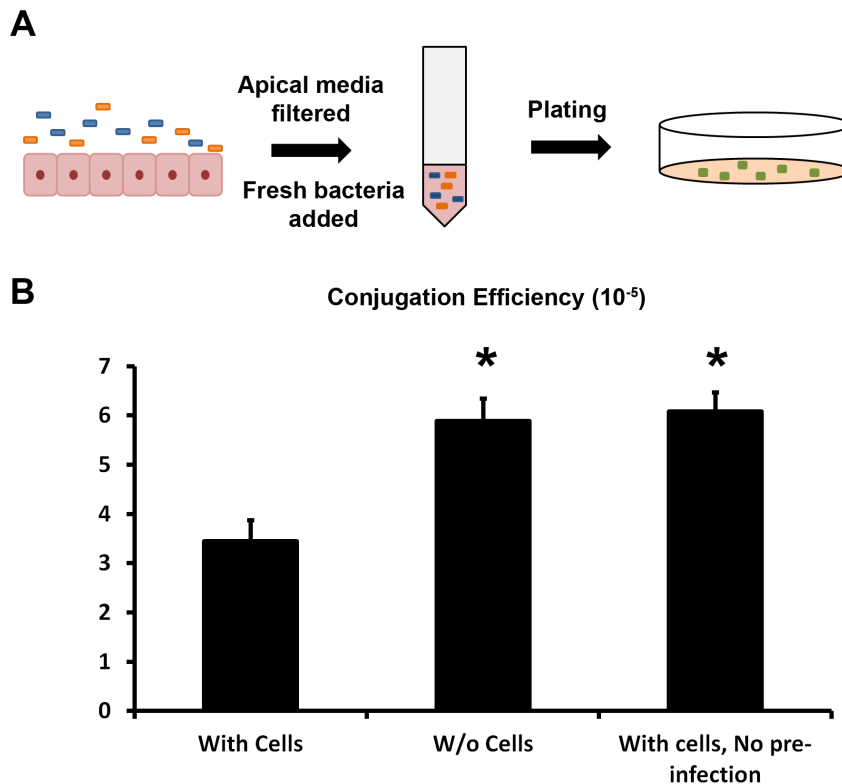 A
Apical media
filtered
Fresh bacteria
added
Plating
B
Conjugation Efficiency (10⁻⁵)
7
6
5
4
3
2
1
0
*
*
With Cells
W/o Cells
With cells, No pre-
infection